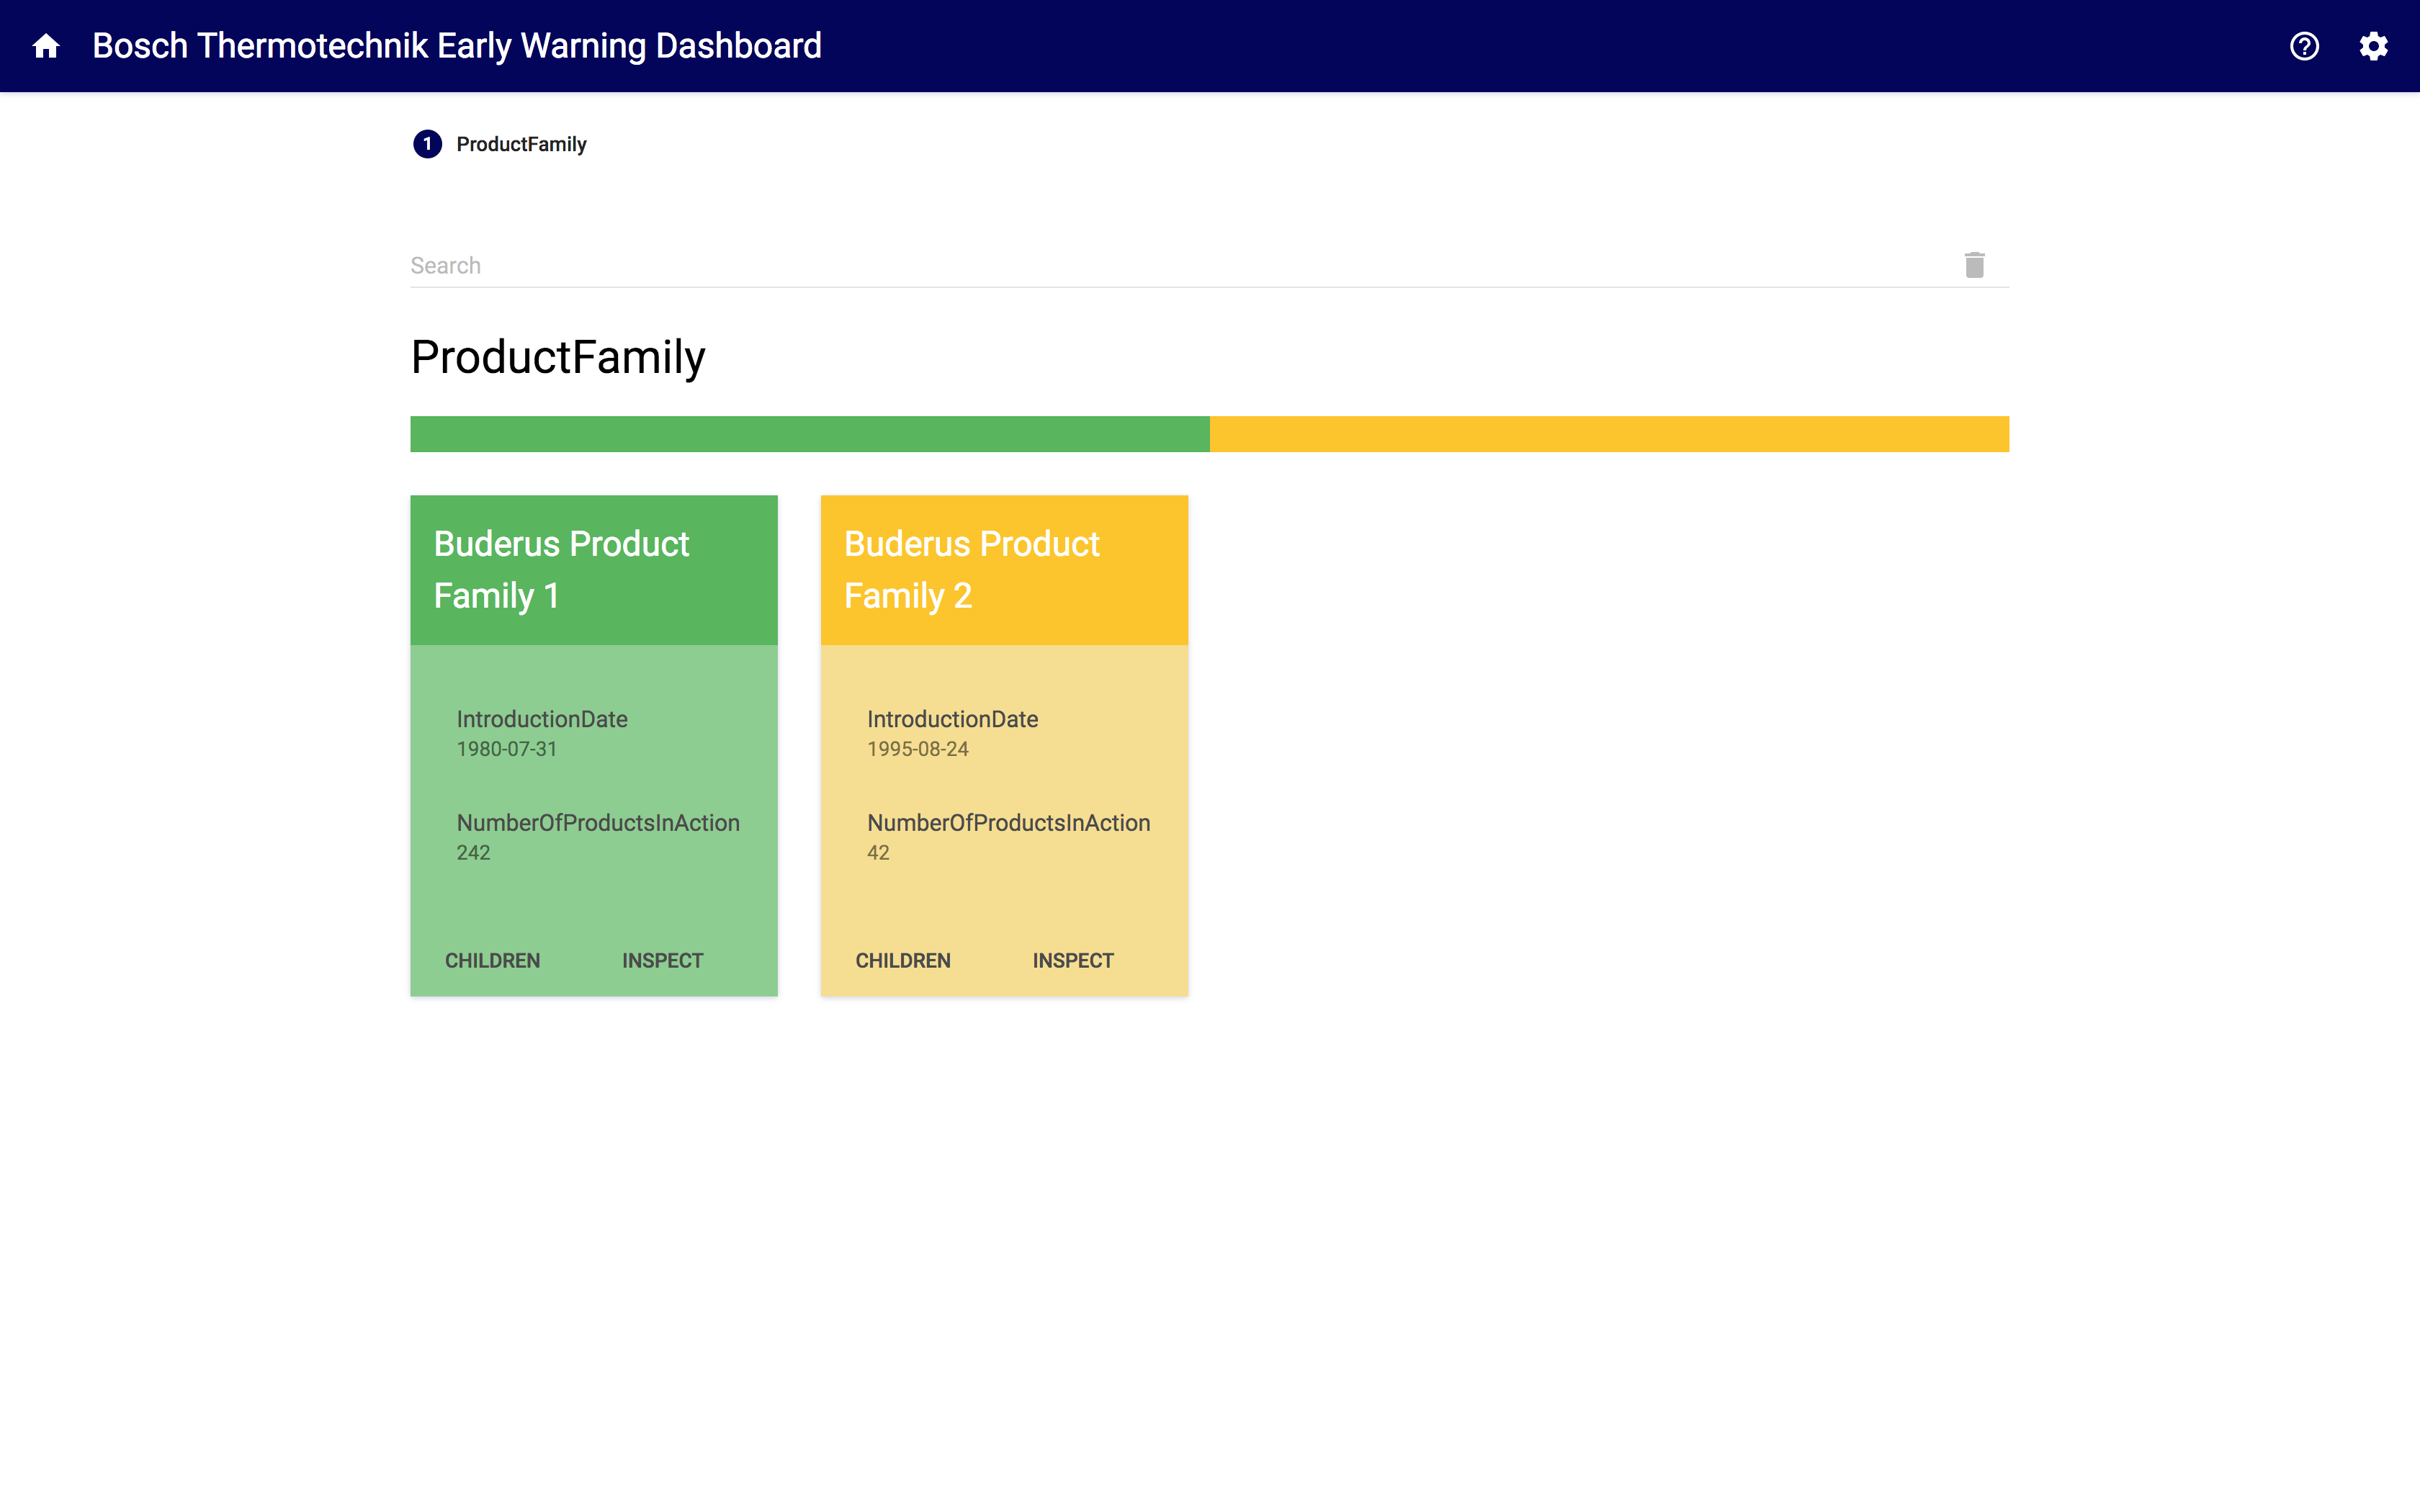 Bosch Thermotechnik Early Warning Dashboard
1 ProductFamily
Search
ProductFamily
Buderus Product
Family 1
IntroductionDate
1980-07-31
NumberOfProductsInAction
242
CHILDREN INSPECT
Buderus Product
Family 2
IntroductionDate
1995-08-24
NumberOfProductsInAction
42
CHILDREN INSPECT